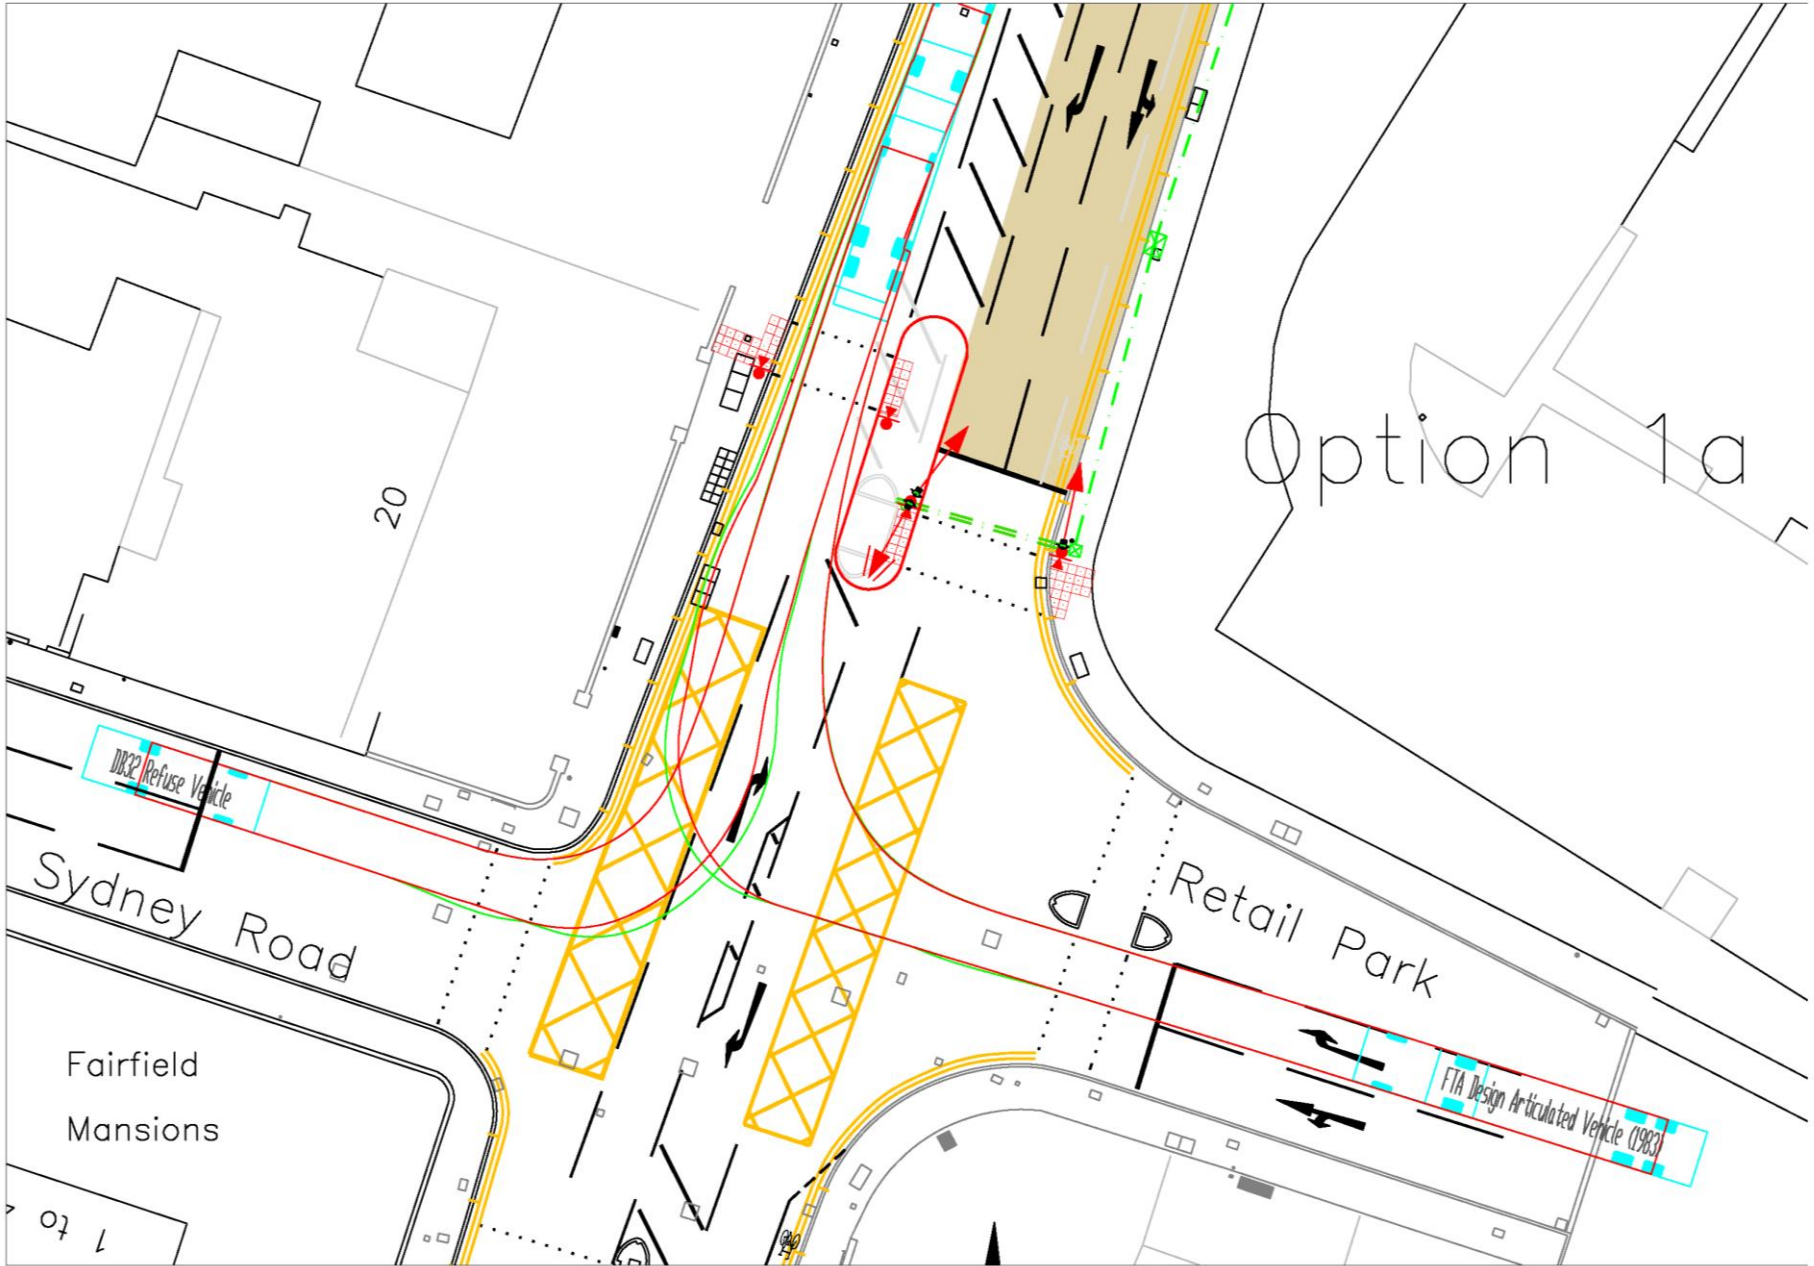 Option 1a
20
DB32 Refuse Vehicle
Sydney Road
Retail Park
FTA Design Articulated Vehicle (1983)
Fairfield
Mansions
1 to